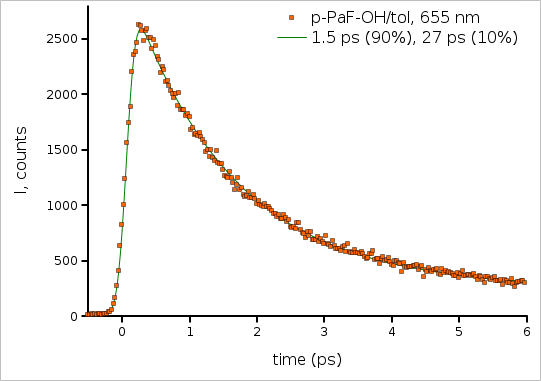 p-PaF-OH/tol, 655 nm
1.5 ps (90%), 27 ps (10%)
I, counts
2500
2000
1500
1000
500
0
0 1 2 3 4 5 6
time (ps)